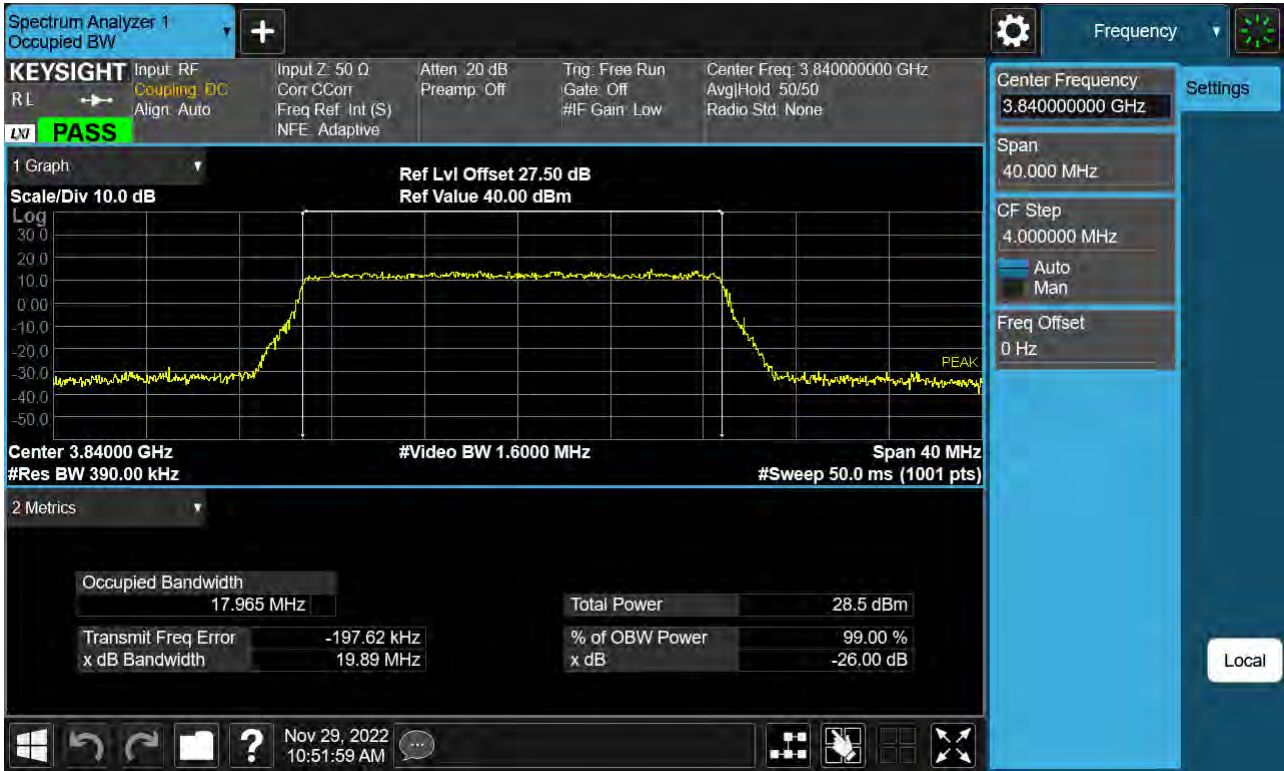 Spectrum Analyzer 1
Occupied BW
Frequency
KEYSIGHT
RL
LXI
PASS
Input: RF
Coupling: DC
Align: Auto
Input Z: 50 Ω
Corr CCorr
Freq Ref: Int (S)
NFE: Adaptive
Atten: 20 dB
Preamp: Off
Trig: Free Run
Gate: Off
#IF Gain: Low
Center Freq: 3.840000000 GHz
Avg|Hold: 50/50
Radio Std: None
Center Frequency
3.840000000 GHz
Settings
Span
40.000 MHz
CF Step
4.000000 MHz
Auto
Man
Freq Offset
0 Hz
Local
1 Graph
Scale/Div 10.0 dB
Ref Lvl Offset 27.50 dB
Ref Value 40.00 dBm
Log
30.0
20.0
10.0
0.00
-10.0
-20.0
-30.0
-40.0
-50.0
PEAK
Center 3.84000 GHz
#Video BW 1.6000 MHz
Span 40 MHz
#Res BW 390.00 kHz
#Sweep 50.0 ms (1001 pts)
2 Metrics
Occupied Bandwidth
17.965 MHz
Transmit Freq Error -197.62 kHz
x dB Bandwidth 19.89 MHz
Total Power 28.5 dBm
% of OBW Power 99.00 %
x dB -26.00 dB
?
Nov 29, 2022
10:51:59 AM